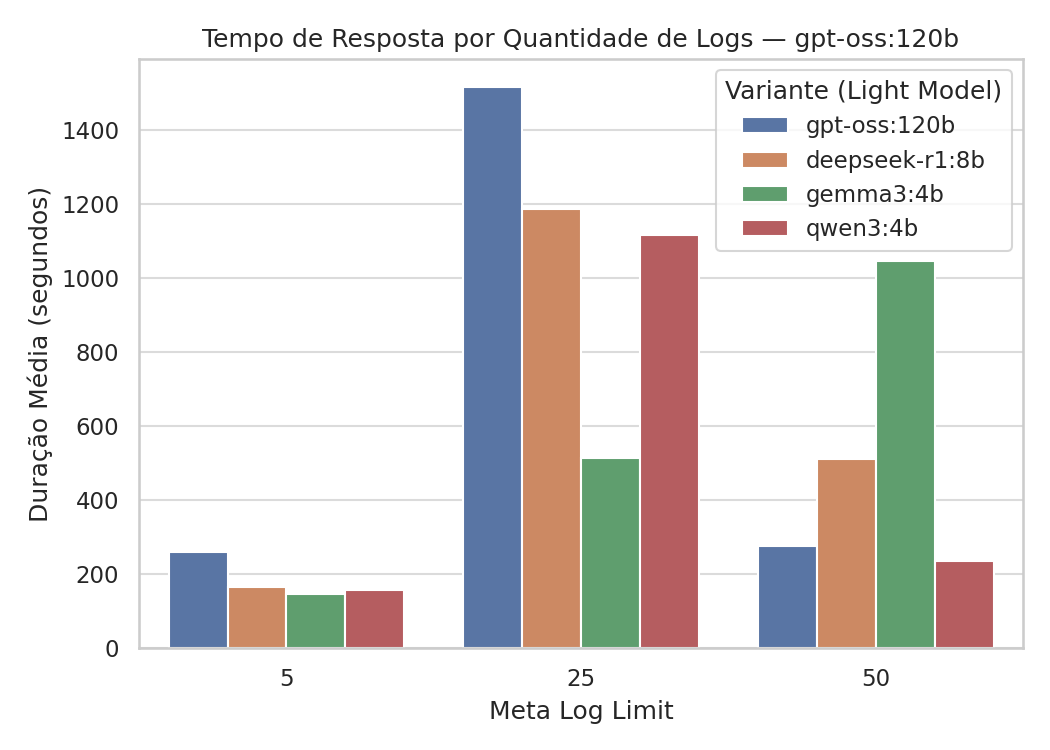 Tempo de Resposta por Quantidade de Logs — gpt-oss:120b
Variante (Light Model)
gpt-oss:120b
deepseek-r1:8b
gemma3:4b
qwen3:4b
Duração Média (segundos)
1400
1200
1000
800
600
400
200
0
5
25
50
Meta Log Limit